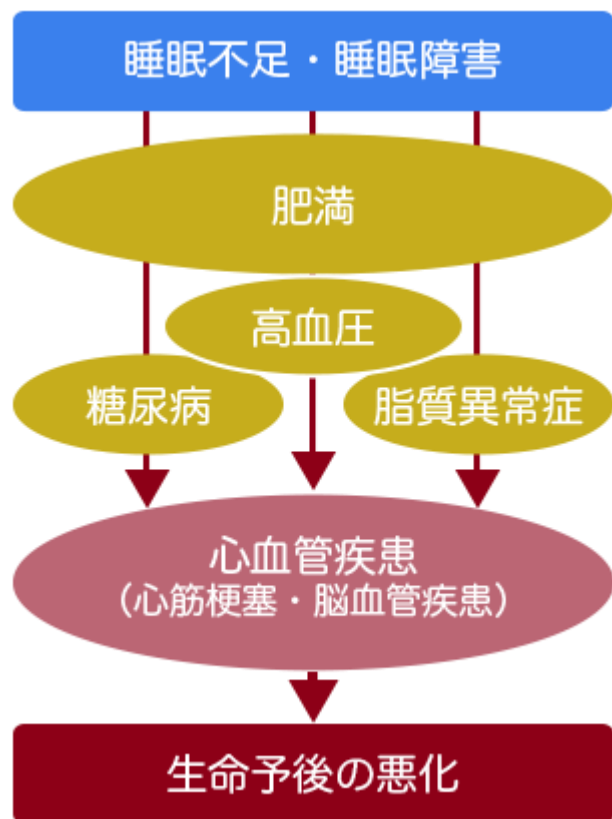 睡眠不足・睡眠障害
肥満
高血圧
糖尿病
脂質異常症
心血管疾患
（心筋梗塞・脳血管疾患）
生命予後の悪化